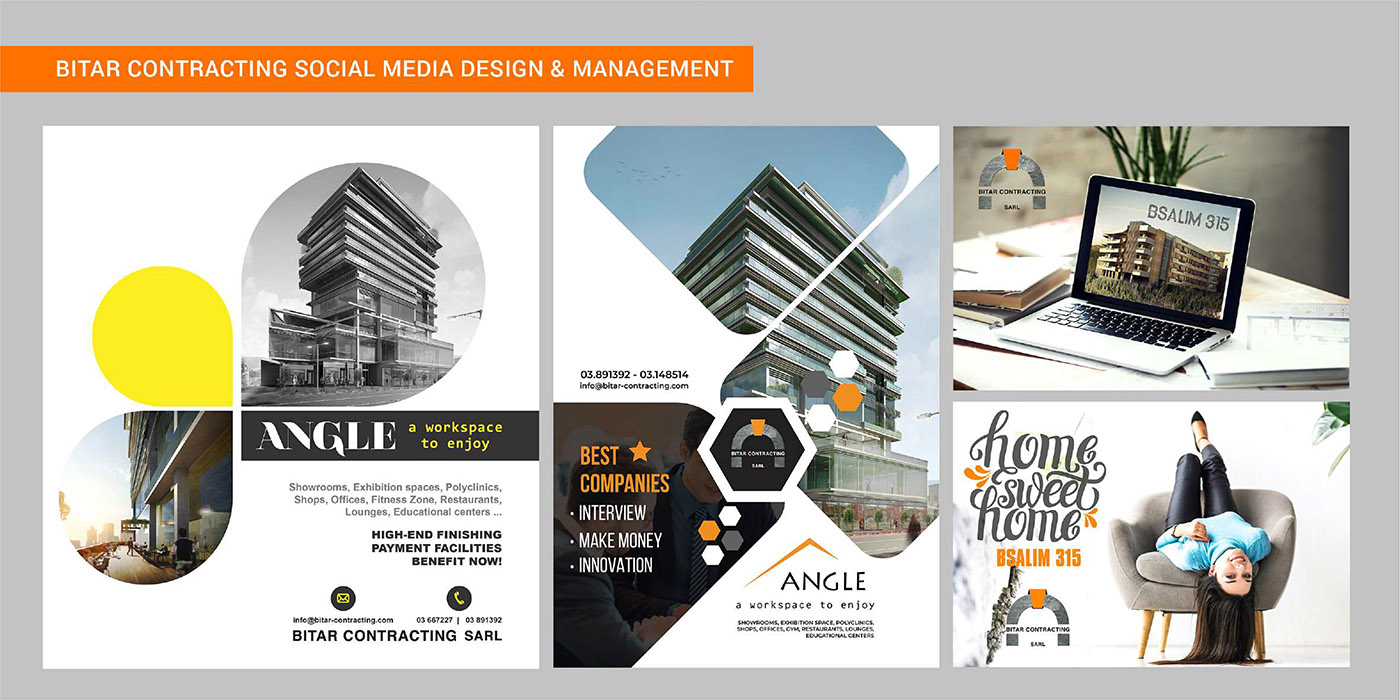 BITAR CONTRACTING SOCIAL MEDIA DESIGN & MANAGEMENT
ANGLE
a workspace
to enjoy
Showrooms, Exhibition spaces, Polyclinics,
Shops, Offices, Fitness Zone, Restaurants,
Lounges, Educational centers ...
HIGH-END FINISHING
PAYMENT FACILITIES
BENEFIT NOW!
info@bitar-contracting.com
03 667227 | 03 891392
BITAR CONTRACTING SARL
03.891392 - 03.148514
info@bitar-contracting.com
BEST
COMPANIES
• INTERVIEW
• MAKE MONEY
• INNOVATION
BITAR CONTRACTING
SARL
ANGLE
a workspace to enjoy
SHOWROOMS, EXHIBITION SPACE, POLYCLINICS,
SHOPS, OFFICES, GYM, RESTAURANTS, LOUNGES,
EDUCATIONAL CENTERS
BITAR CONTRACTING
SARL
BSALIM 315
home
sweet
home
BSALIM 315
BITAR CONTRACTING
SARL